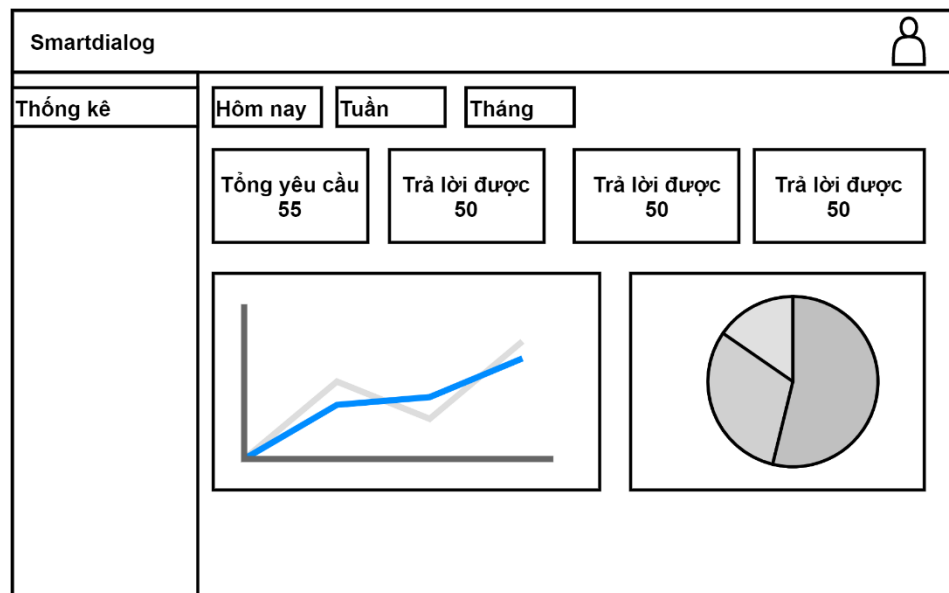 Smartdialog
Thống kê
Hôm nay
Tuần
Tháng
Tổng yêu cầu
55
Trả lời được
50
Trả lời được
50
Trả lời được
50